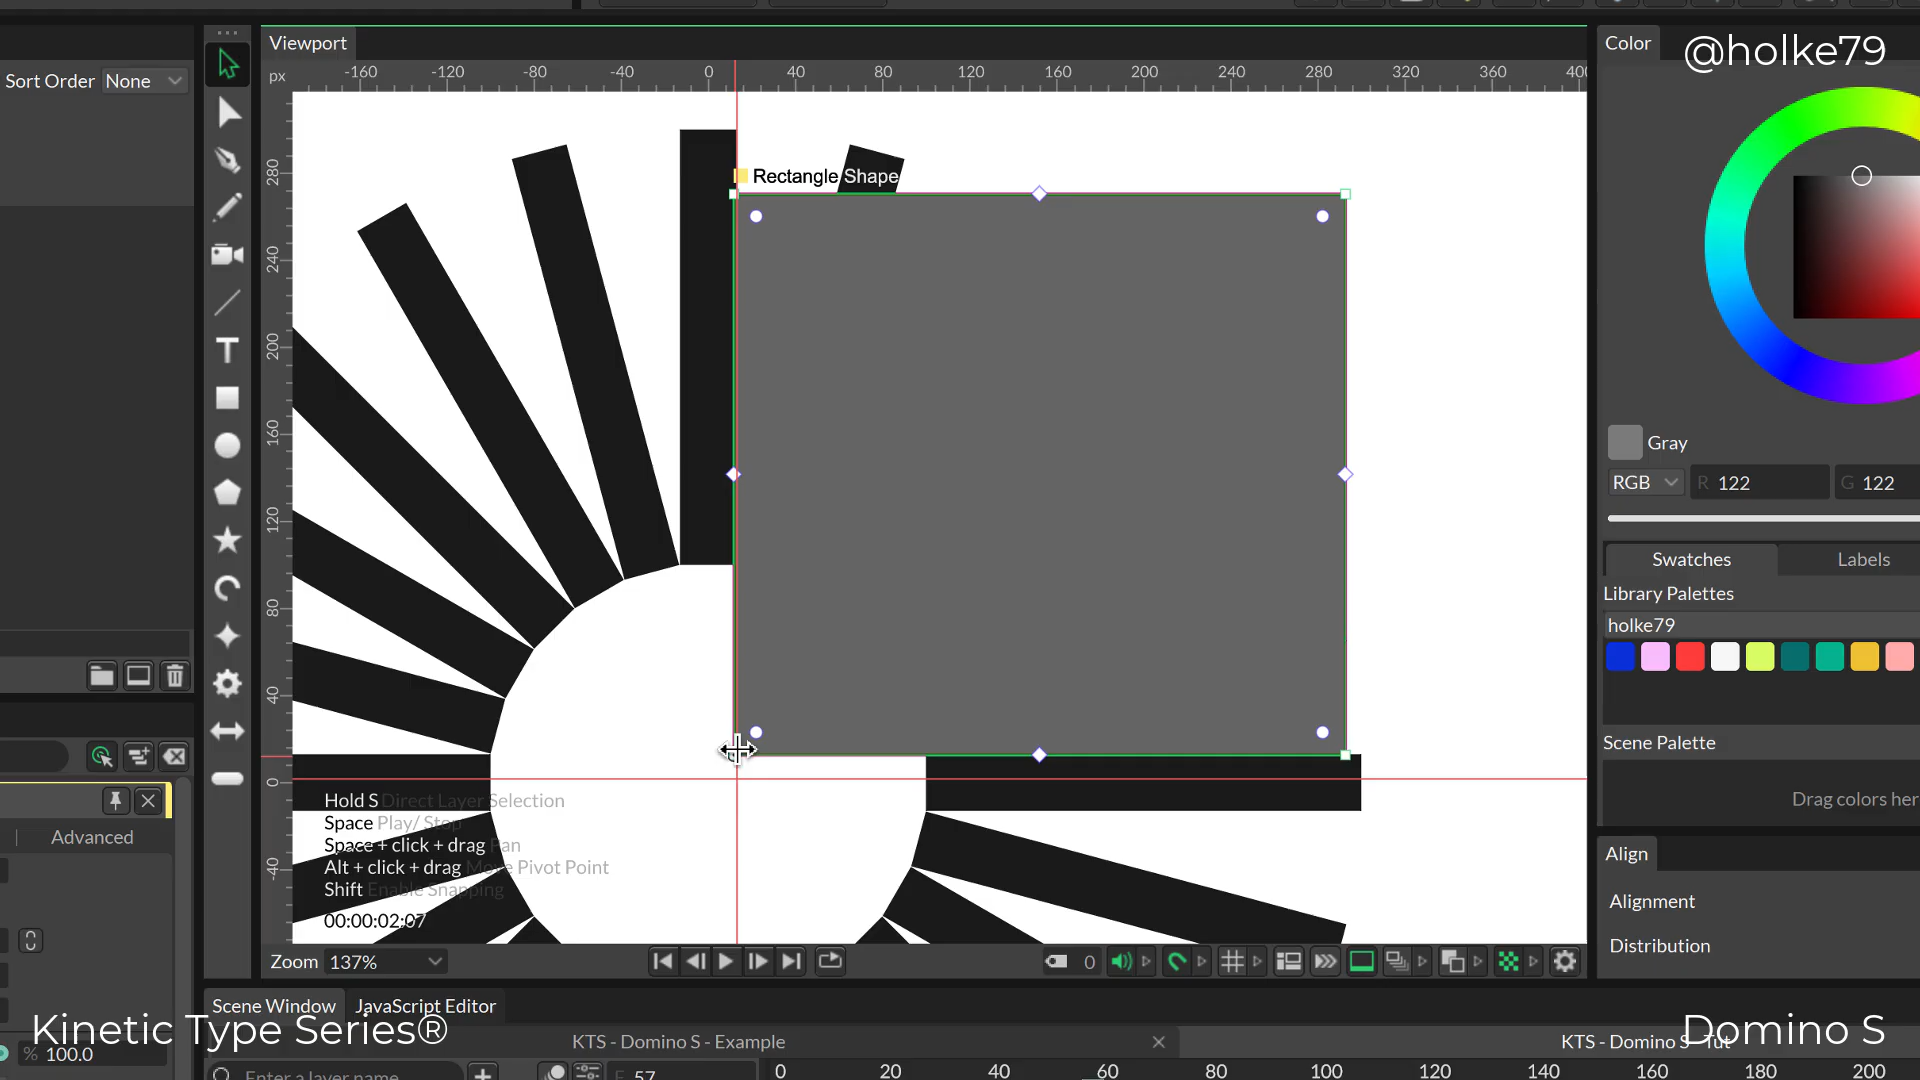 Viewport
Color
@holke79
Sort Order None
px -160 -120 -80 -40 0 40 80 120 160 200 240 280 320 360 400
280
240
200
160
120
80
40
0
-40
Rectangle Shape
Gray
RGB R 122 G 122
Swatches Labels
Library Palettes
holke79
Scene Palette
Drag colors her
Align
Alignment
Distribution
Advanced
Hold S Direct Layer Selection
Space Play/ Stop
Space + click + drag Pan
Alt + click + drag Move Pivot Point
Shift Enable Snapping
00:00:02:07
Zoom 137%
0
Scene Window JavaScript Editor
Kinetic Type Series®
% 100.0
KTS - Domino S - Example
KTS - Domino S - Tut
Domino S
Enter a layer name
F 57
0 20 40 60 80 100 120 140 160 180 200